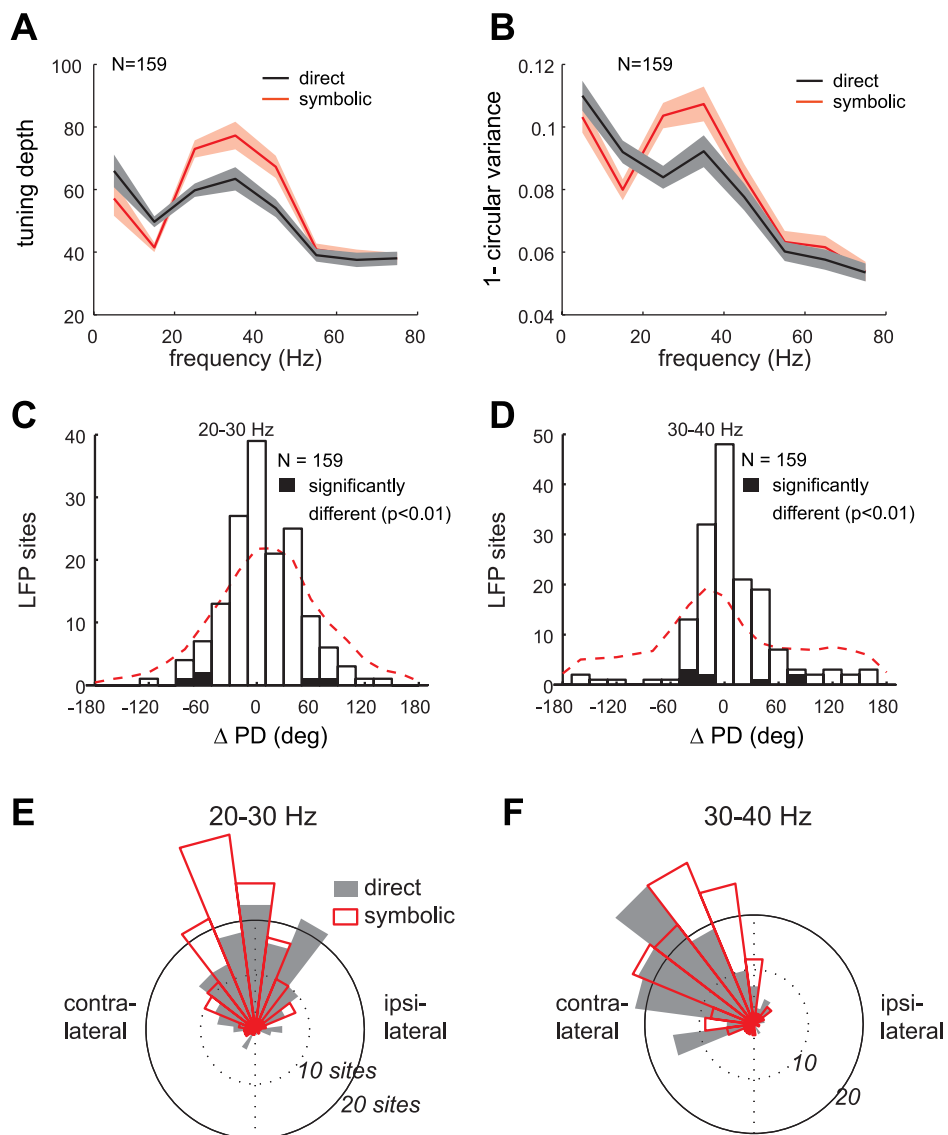 A
N=159
direct
symbolic
100
80
60
40
20
tuning depth
0 20 40 60 80
frequency (Hz)
B
N=159
direct
symbolic
0.12
0.1
0.08
0.06
0.04
1- circular variance
0 20 40 60 80
frequency (Hz)
C
20-30 Hz
N = 159
significantly
different (p<0.01)
40
30
20
10
0
LFP sites
-180 -120 -60 0 60 120 180
Δ PD (deg)
D
30-40 Hz
N = 159
significantly
different (p<0.01)
50
40
30
20
10
0
LFP sites
-180 -120 -60 0 60 120 180
Δ PD (deg)
E
20-30 Hz
direct
symbolic
contra-
lateral
ipsi-
lateral
10 sites
20 sites
F
30-40 Hz
contra-
lateral
ipsi-
lateral
10
20